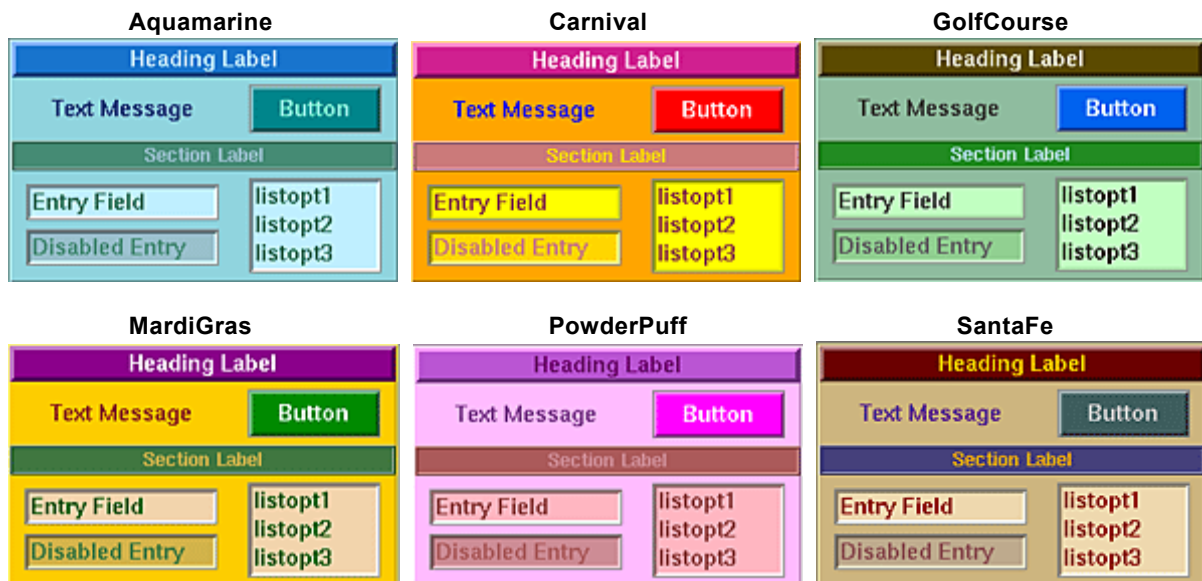 Aquamarine
Heading Label
Text Message
Button
Section Label
Entry Field
Disabled Entry
listopt1
listopt2
listopt3
Carnival
Heading Label
Text Message
Button
Section Label
Entry Field
Disabled Entry
listopt1
listopt2
listopt3
GolfCourse
Heading Label
Text Message
Button
Section Label
Entry Field
Disabled Entry
listopt1
listopt2
listopt3
MardiGras
Heading Label
Text Message
Button
Section Label
Entry Field
Disabled Entry
listopt1
listopt2
listopt3
PowderPuff
Heading Label
Text Message
Button
Section Label
Entry Field
Disabled Entry
listopt1
listopt2
listopt3
SantaFe
Heading Label
Text Message
Button
Section Label
Entry Field
Disabled Entry
listopt1
listopt2
listopt3